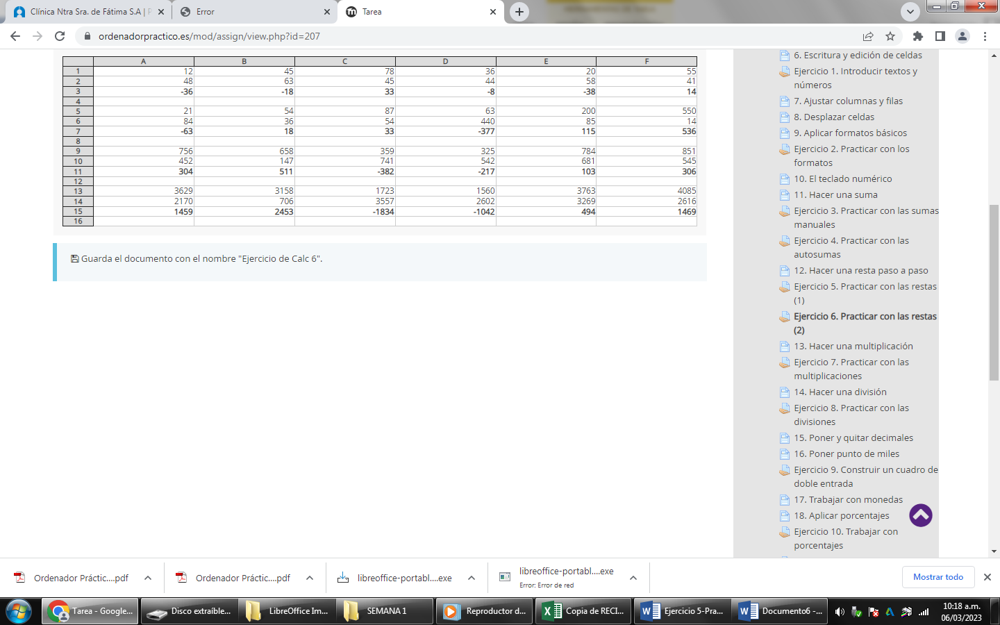 Clínica Ntra Sra. de Fátima S.A | P
Error
Tarea
ordenadorpractico.es/mod/assign/view.php?id=207
A B C D E F
1 12 45 78 36 20 55
2 48 63 45 44 58 41
3 -36 -18 33 -8 -38 14
4
5 21 54 87 63 200 550
6 84 36 54 440 85 14
7 -63 18 33 -377 115 536
8
9 756 658 359 325 784 851
10 452 147 741 542 681 545
11 304 511 -382 -217 103 306
12
13 3629 3158 1723 1560 3763 4085
14 2170 706 3557 2602 3269 2616
15 1459 2453 -1834 -1042 494 1469
16
Guarda el documento con el nombre "Ejercicio de Calc 6".
6. Escritura y edición de celdas
Ejercicio 1. Introducir textos y
números
7. Ajustar columnas y filas
8. Desplazar celdas
9. Aplicar formatos básicos
Ejercicio 2. Practicar con los
formatos
10. El teclado numérico
11. Hacer una suma
Ejercicio 3. Practicar con las sumas
manuales
Ejercicio 4. Practicar con las
autosumas
12. Hacer una resta paso a paso
Ejercicio 5. Practicar con las restas
(1)
Ejercicio 6. Practicar con las restas
(2)
13. Hacer una multiplicación
Ejercicio 7. Practicar con las
multiplicaciones
14. Hacer una división
Ejercicio 8. Practicar con las
divisiones
15. Poner y quitar decimales
16. Poner punto de miles
Ejercicio 9. Construir un cuadro de
doble entrada
17. Trabajar con monedas
18. Aplicar porcentajes
Ejercicio 10. Trabajar con
porcentajes
Ordenador Práctic....pdf
Ordenador Práctic....pdf
libreoffice-portabl....exe
libreoffice-portabl....exe
Error: Error de red
Mostrar todo
Tarea - Google...
Disco extraíble...
LibreOffice Im...
SEMANA 1
Reproductor d...
Copia de RECI...
Ejercicio 5-Pra...
Documento6 -...
10:18 a.m.
06/03/2023